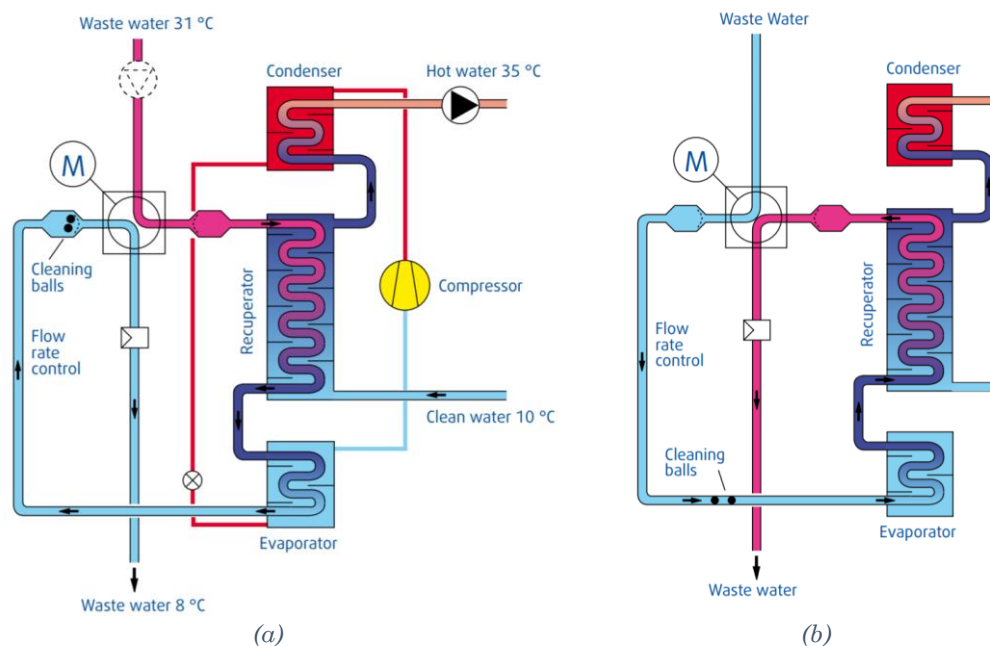 Waste water 31 °C
Condenser
Hot water 35 °C
M
Cleaning
balls
Flow
rate
control
Recuperator
Compressor
Clean water 10 °C
Evaporator
Waste water 8 °C
(a)
Waste Water
Condenser
M
Flow
rate
control
Recuperator
Cleaning
balls
Evaporator
Waste water
(b)